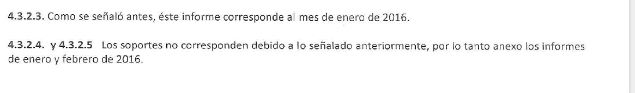 4.3.2.3. Como se señaló antes, éste informe corresponde al mes de enero de 2016.
4.3.2.4. y 4.3.2.5 Los soportes no corresponden debido a lo señalado anteriormente, por lo tanto anexo los informes
de enero y febrero de 2016.